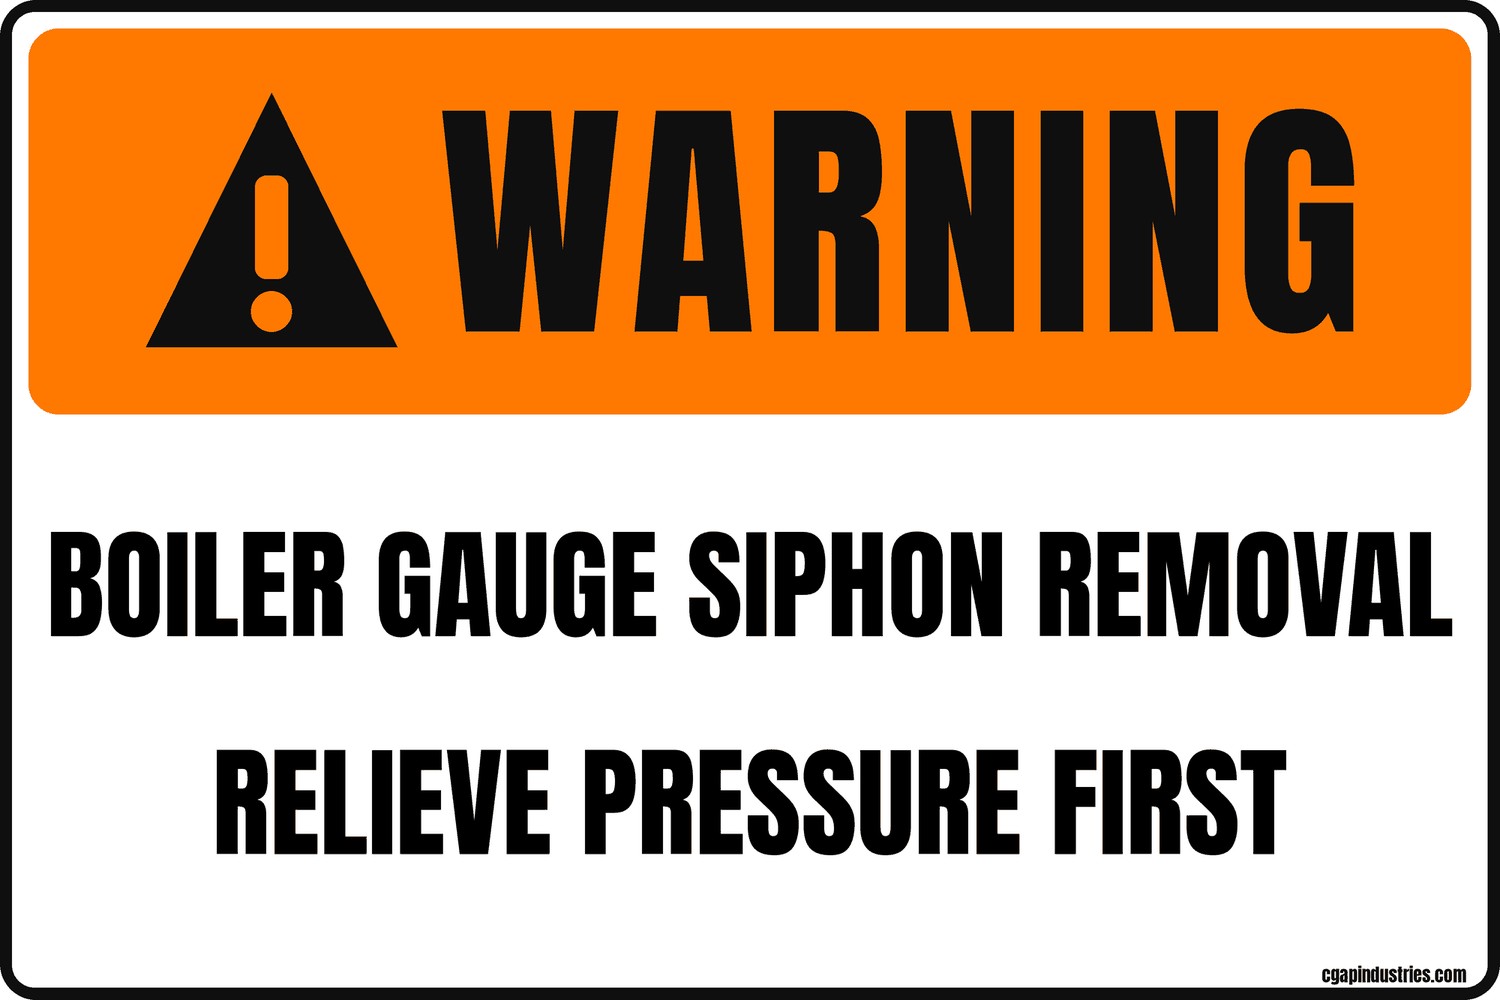 WARNING
BOILER GAUGE SIPHON REMOVAL
RELIEVE PRESSURE FIRST
cgapindustries.com